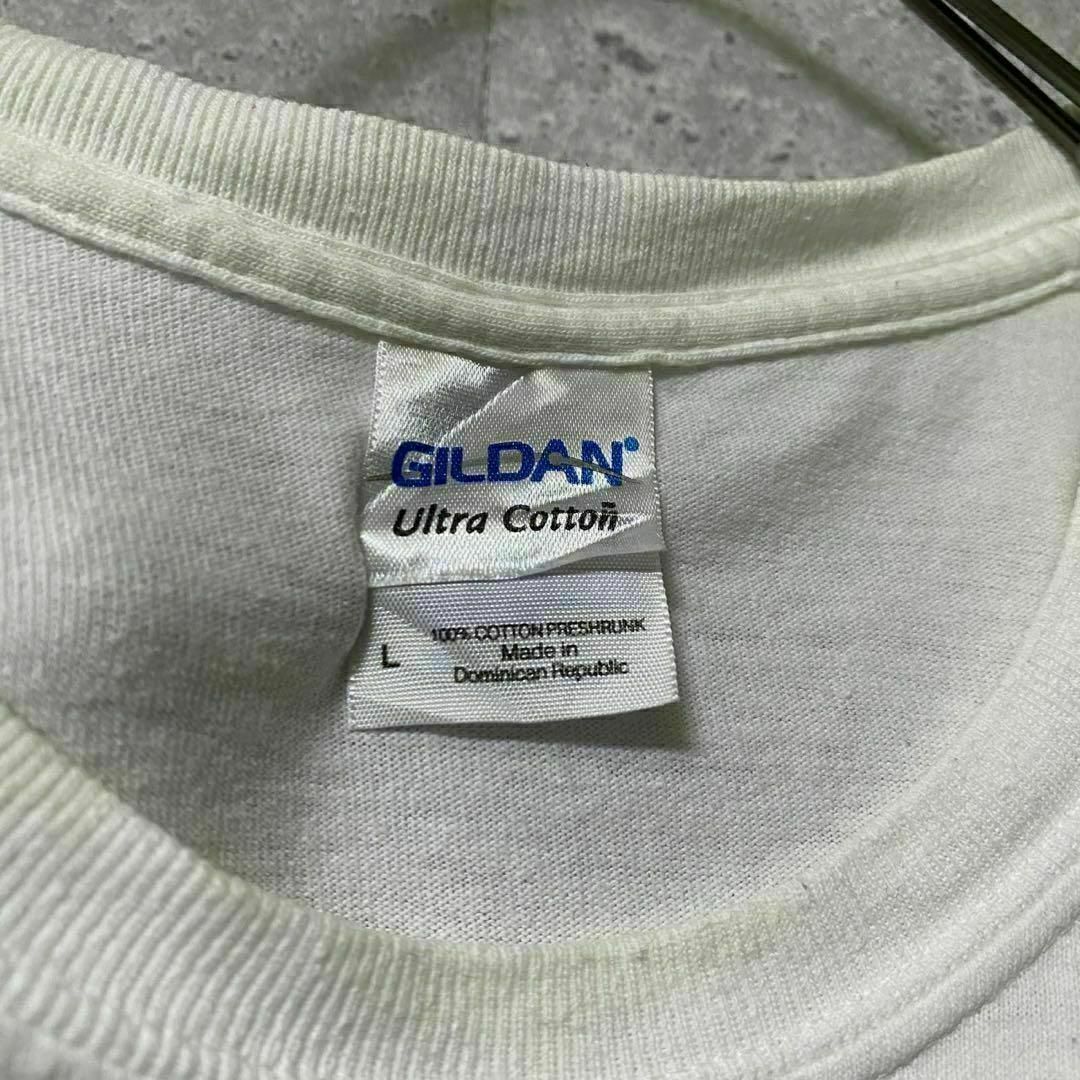 GILDAN®
Ultra Cotton®
100% COTTON PRESHRUNK
L
Made in
Dominican Republic